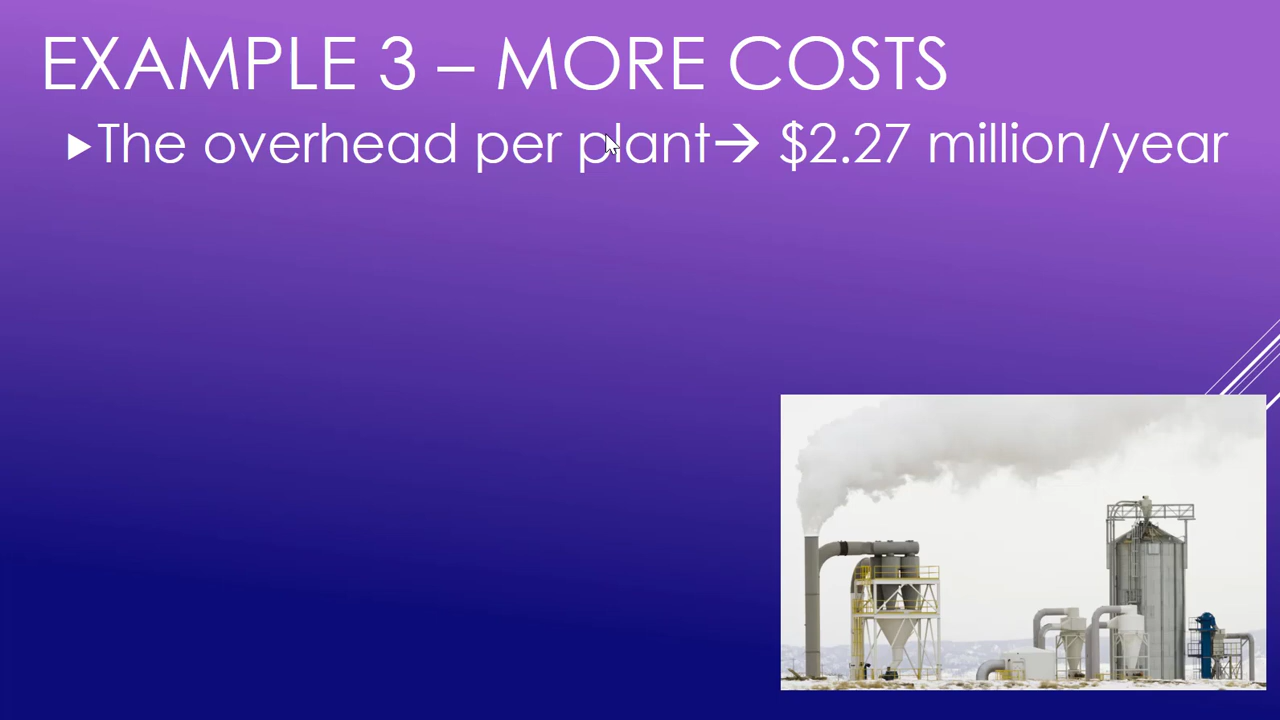 EXAMPLE 3 – MORE COSTS
▶The overhead per plant→ $2.27 million/year